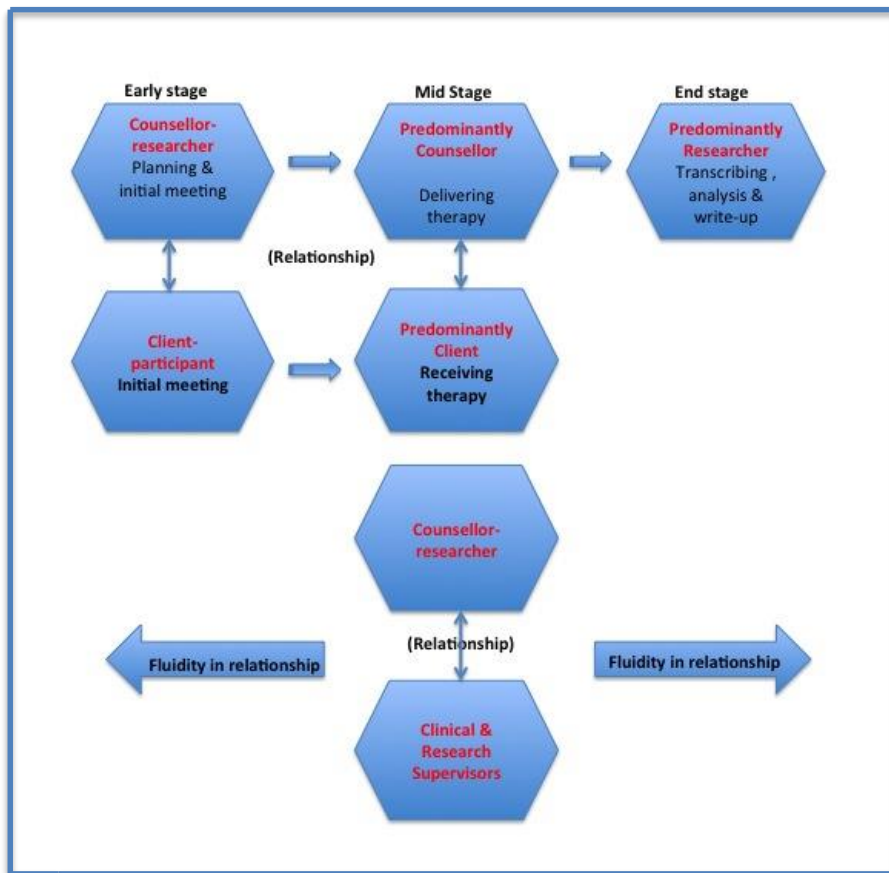 Early stage
Mid Stage
End stage
Counsellor-
researcher
Planning &
initial meeting
Predominantly
Counsellor
Delivering
therapy
Predominantly
Researcher
Transcribing ,
analysis &
write-up
(Relationship)
Client-
participant
Initial meeting
Predominantly
Client
Receiving
therapy
Counsellor-
researcher
(Relationship)
Fluidity in relationship
Fluidity in relationship
Clinical &
Research
Supervisors